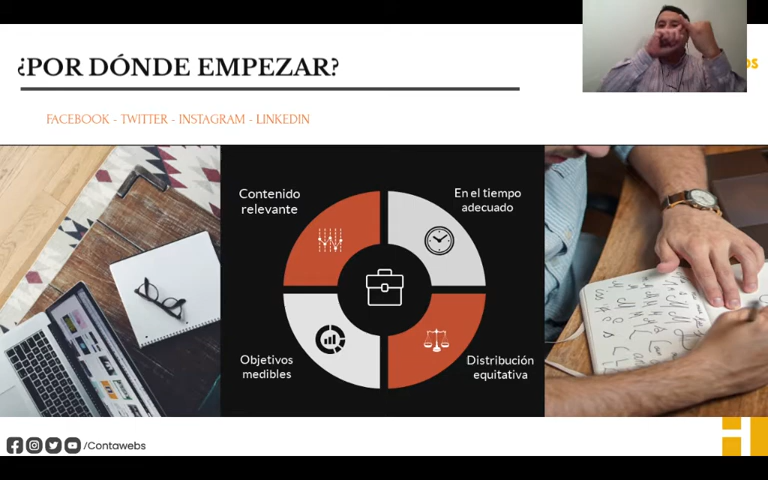 ¿POR DÓNDE EMPEZAR?
FACEBOOK - TWITTER - INSTAGRAM - LINKEDIN
Contenido
relevante
En el tiempo
adecuado
Objetivos
medibles
Distribución
equitativa
/Contawebs